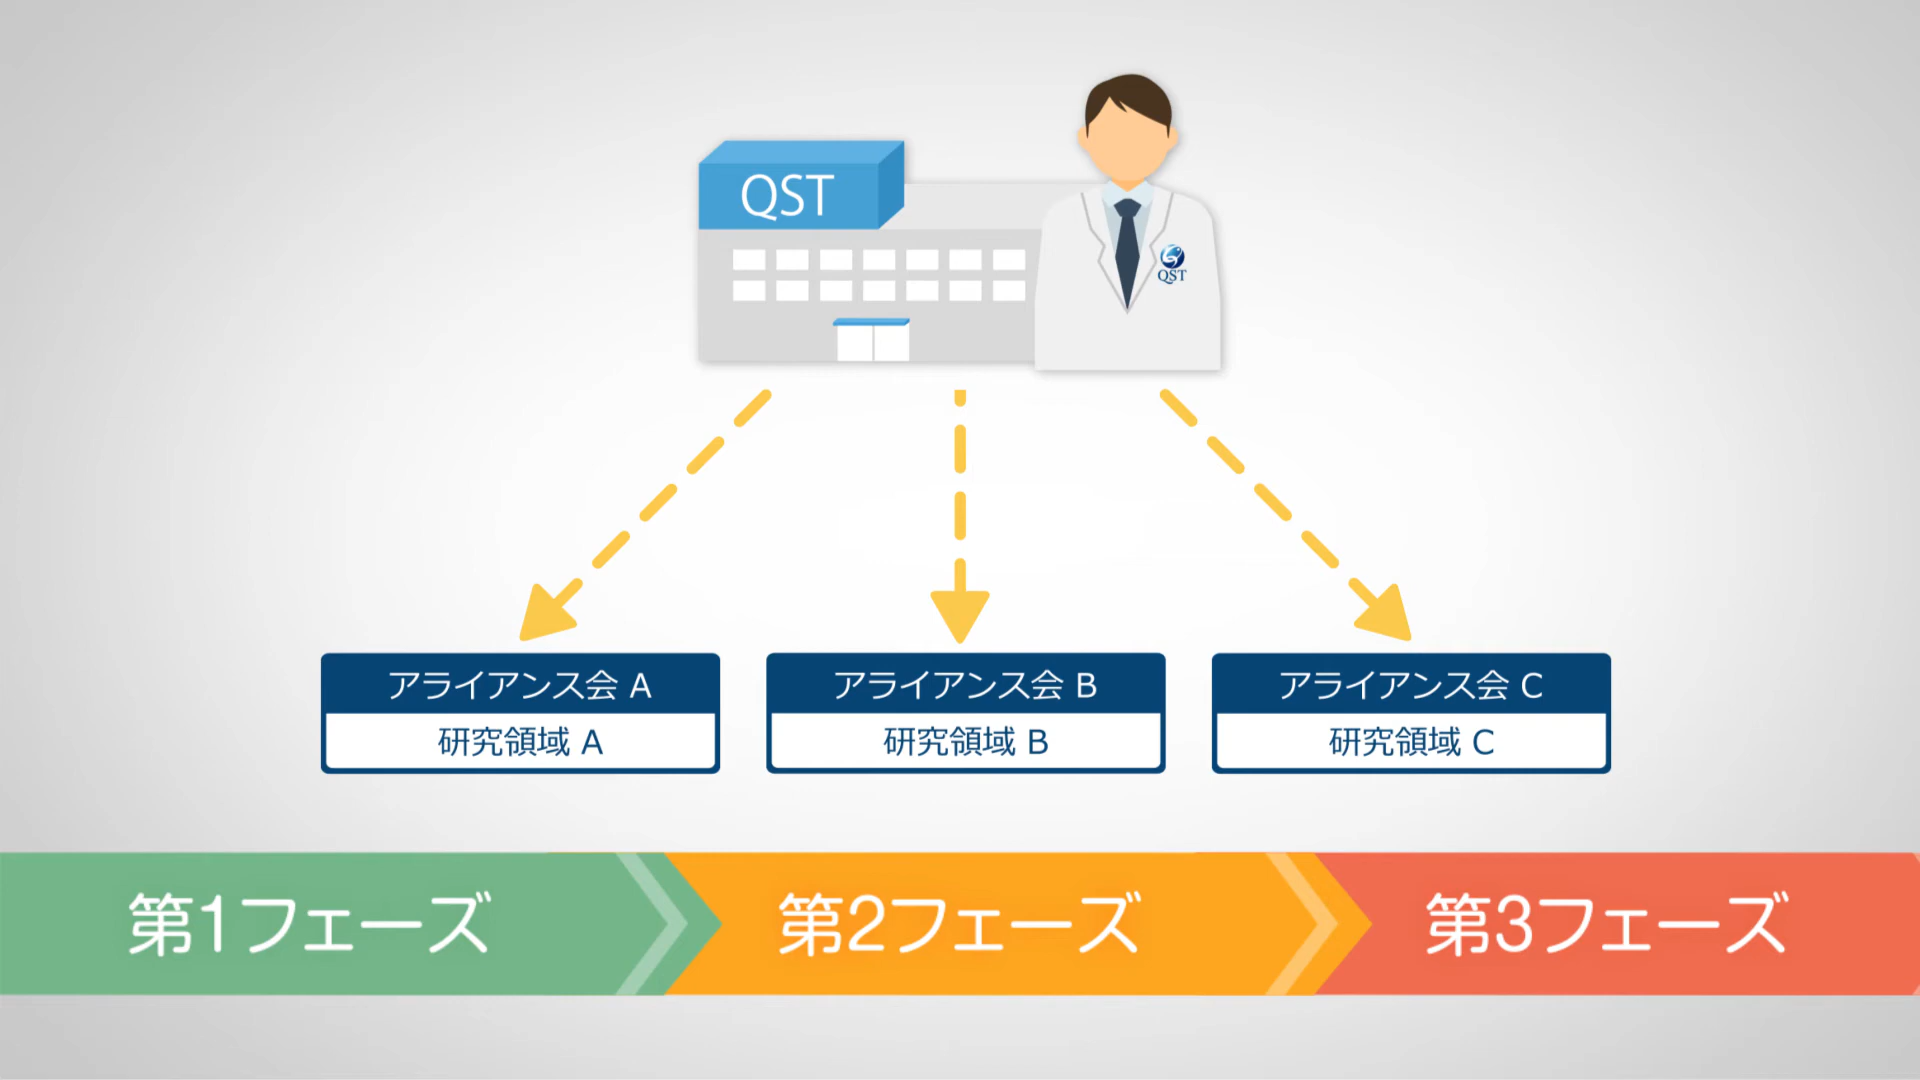 QST
QST
アライアンス会 A
アライアンス会 B
アライアンス会 C
研究領域 A
研究領域 B
研究領域 C
第1フェーズ
第2フェーズ
第3フェーズ